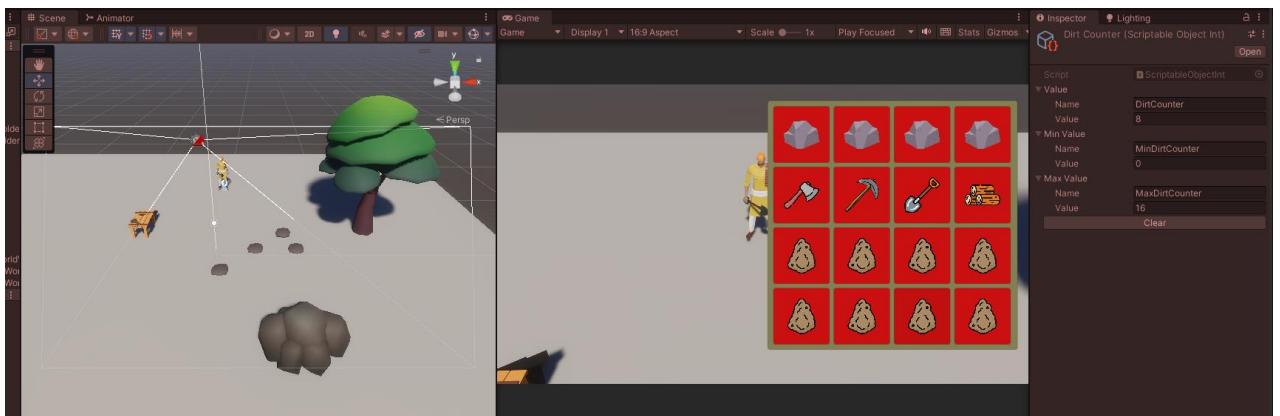 Scene
Animator
2D
y
x
Persp
Game
Game
Display 1
16:9 Aspect
Scale
1x
Play Focused
Stats
Gizmos
Inspector
Lighting
Dirt Counter (Scriptable Object Int)
Open
Script
ScriptableObjectInt
Value
Name
DirtCounter
Value
8
Min Value
Name
MinDirtCounter
Value
0
Max Value
Name
MaxDirtCounter
Value
16
Clear